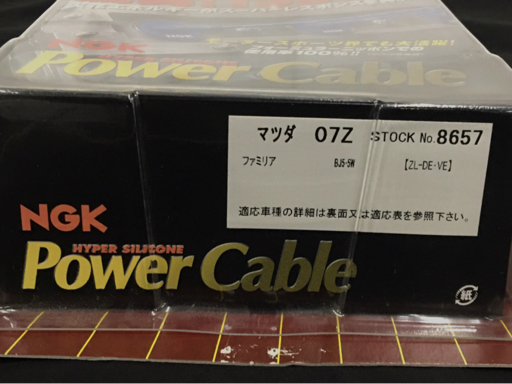 Power Cable
マツダ 07Z STOCK No.8657
ファミリア BJ5·5W 【ZL-DE·VE】
適応車種の詳細は裏面又は適応表を参照下さい。
NGK
HYPER SILICONE
Power Cable
紙